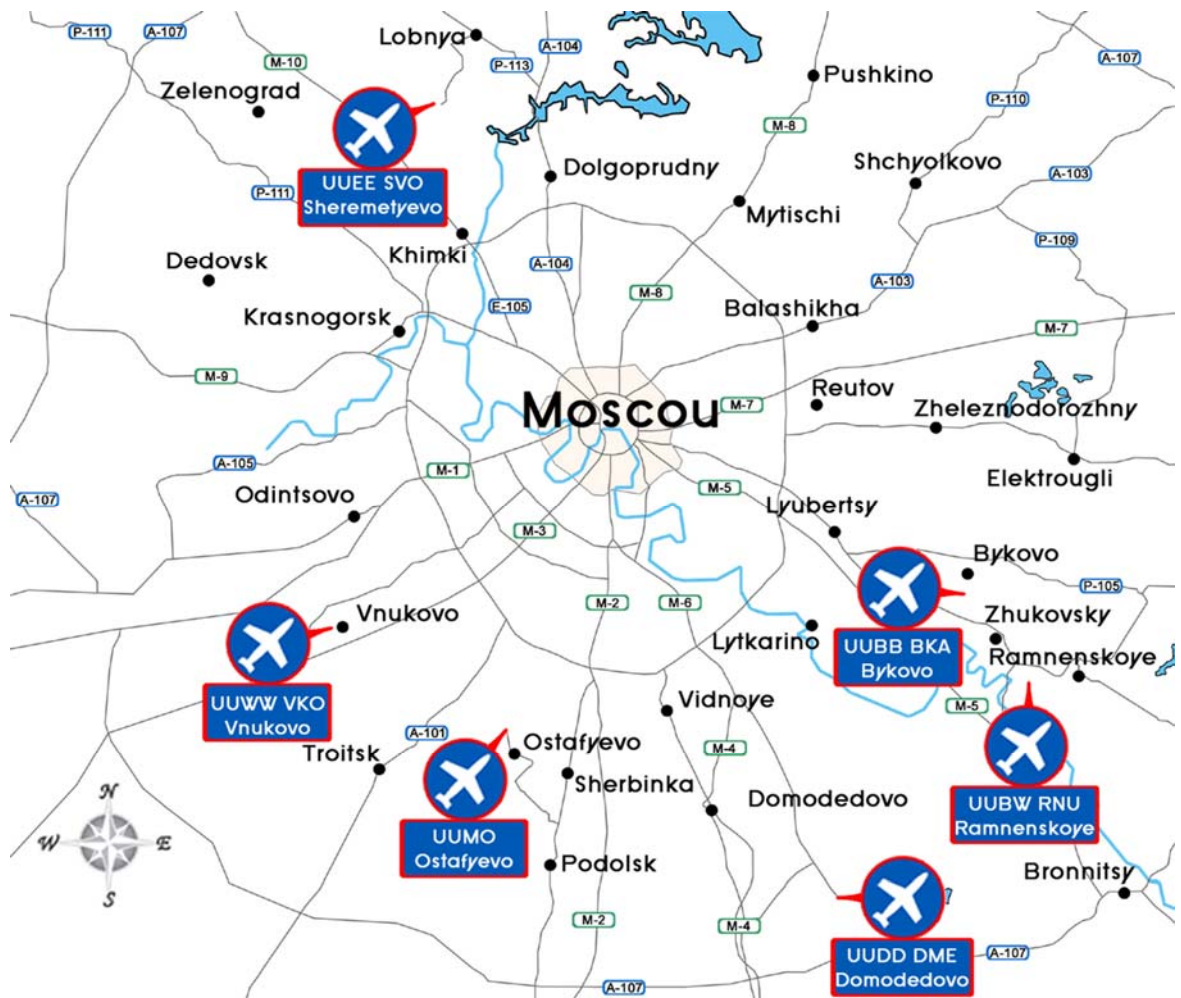 P-111
A-107
Lobnya
A-104
M-10
P-113
A-107
Pushkino
Zelenograd
P-110
M-8
Dolgoprudny
Shchyolkovo
UUEE SVO
Sheremetyevo
P-111
A-103
Mytischi
Khimki
P-109
Dedovsk
A-104
A-103
M-8
E-105
Balashikha
Krasnogorsk
M-7
M-9
Reutov
Moscou
M-7
Zheleznodorozhny
A-105
M-1
Elektrougli
A-107
Odintsovo
M-5
Lyubertsy
M-3
Bykovo
P-105
M-2
M-6
Vnukovo
Zhukovsky
Lytkarino
UUBB BKA
Bykovo
Ramnenskoye
UUWW VKO
Vnukovo
Vidnoye
M-5
A-101
Ostafyevo
M-4
Troitsk
Sherbinka
Domodedovo
UUBW RNU
Ramnenskoye
N
W
E
S
UUMO
Ostafyevo
Podolsk
Bronnitsy
M-2
M-4
UUDD DME
Domodedovo
A-107
A-107